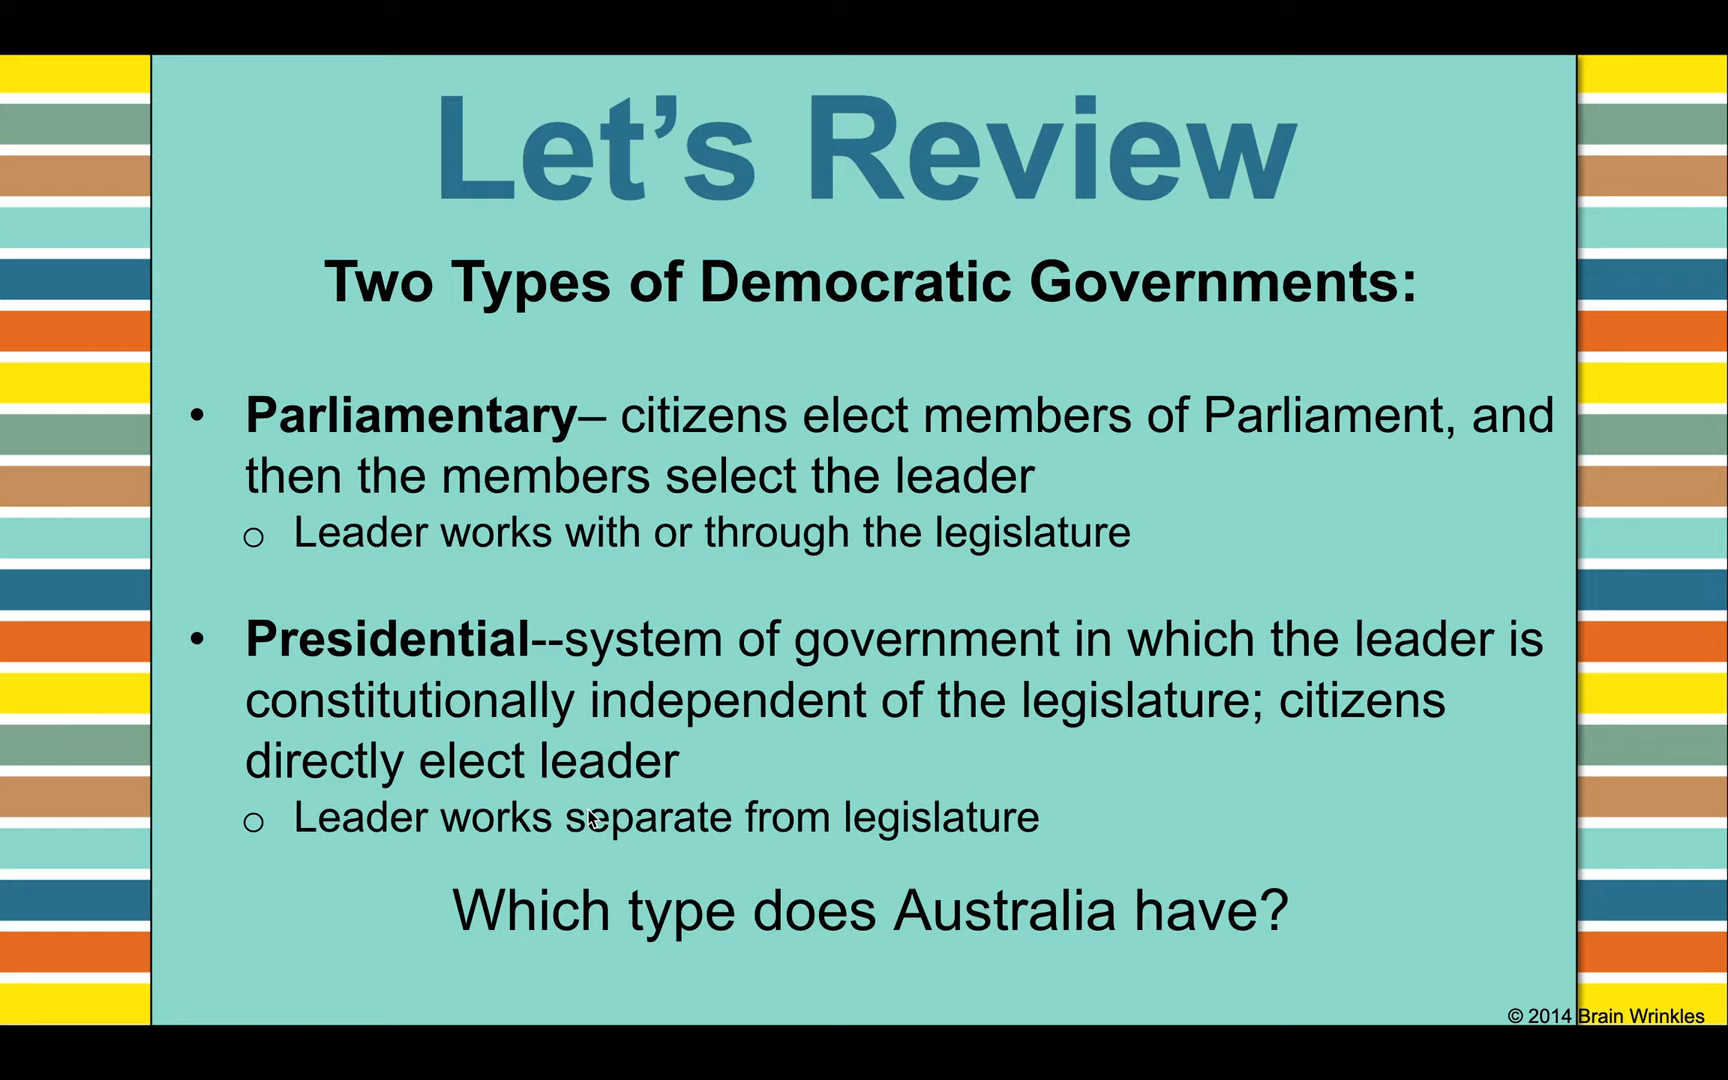 Let’s Review
Two Types of Democratic Governments:
• Parliamentary– citizens elect members of Parliament, and
then the members select the leader
o Leader works with or through the legislature
• Presidential--system of government in which the leader is
constitutionally independent of the legislature; citizens
directly elect leader
o Leader works separate from legislature
Which type does Australia have?
© 2014 Brain Wrinkles